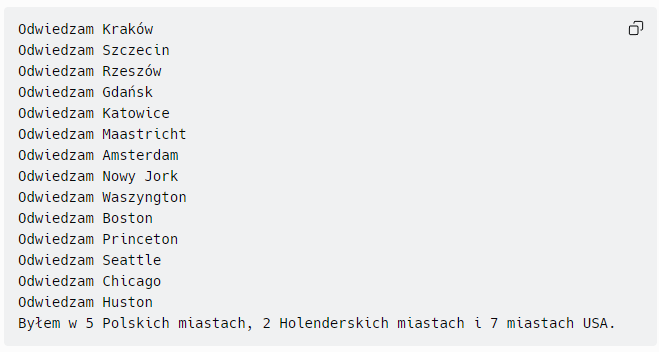 Odwiedzam Kraków
Odwiedzam Szczecin
Odwiedzam Rzeszów
Odwiedzam Gdańsk
Odwiedzam Katowice
Odwiedzam Maastricht
Odwiedzam Amsterdam
Odwiedzam Nowy Jork
Odwiedzam Waszyngton
Odwiedzam Boston
Odwiedzam Princeton
Odwiedzam Seattle
Odwiedzam Chicago
Odwiedzam Huston
Byłem w 5 Polskich miastach, 2 Holenderskich miastach i 7 miastach USA.